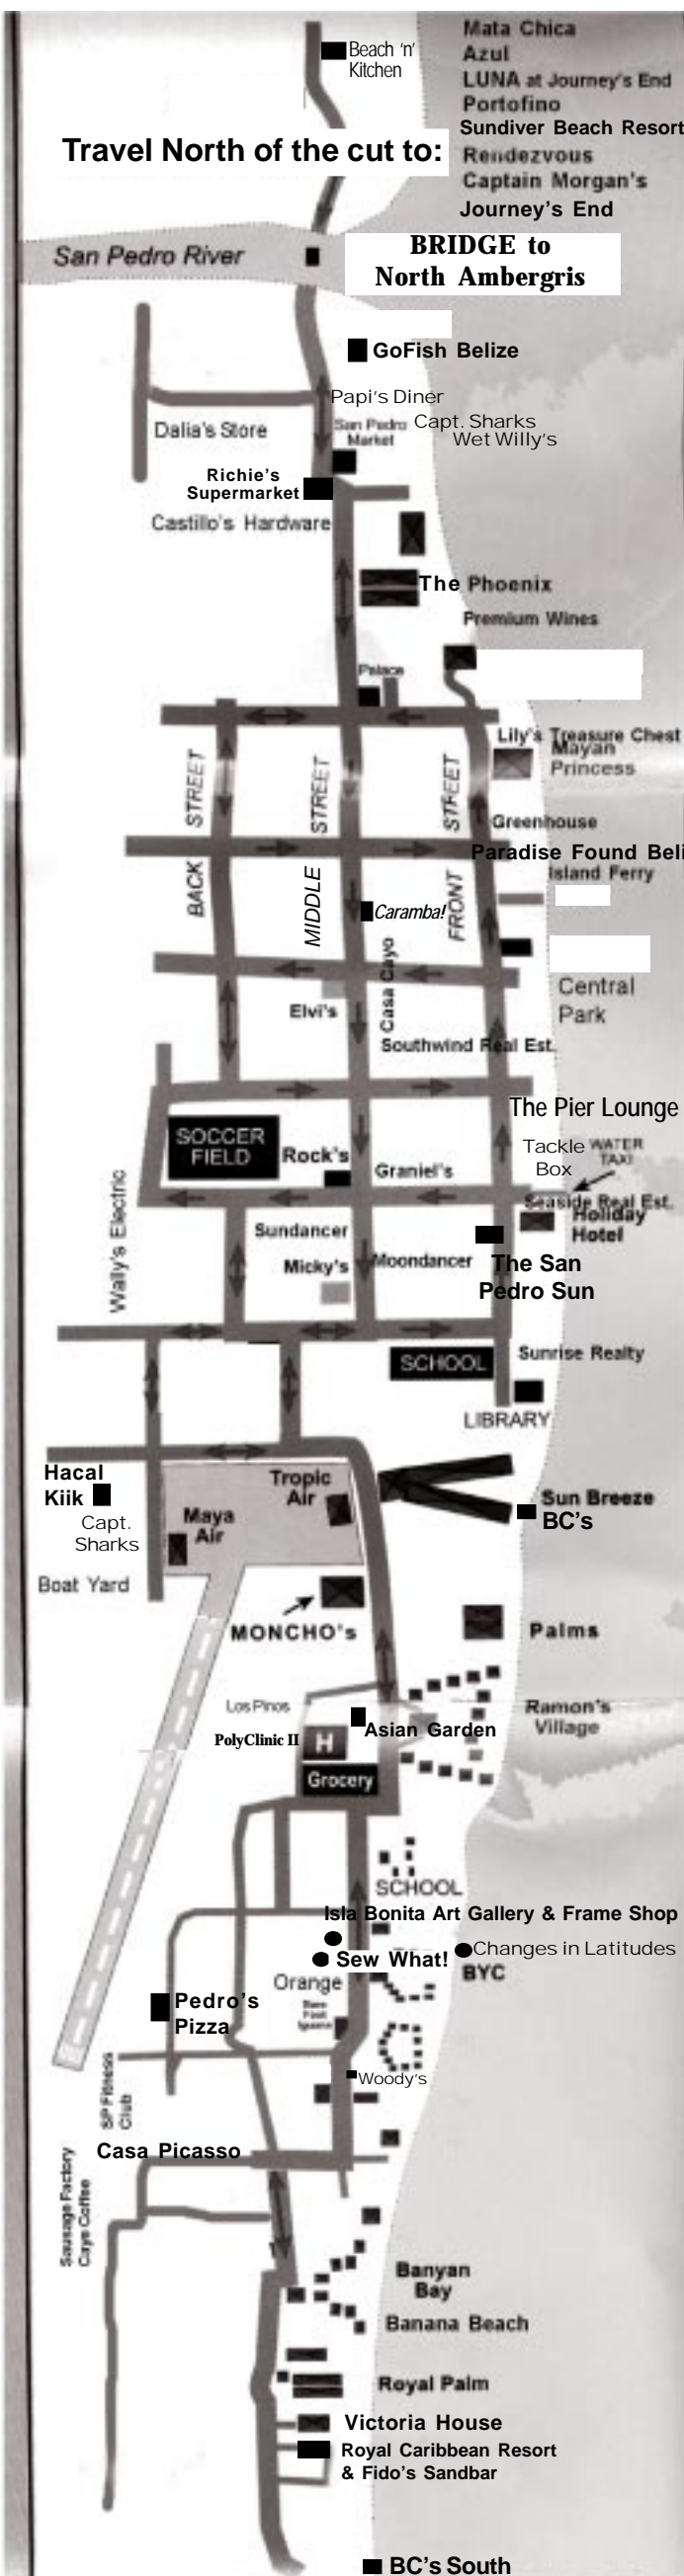 Beach 'n'
Kitchen
Mata Chica
Azul
LUNA at Journey's End
Portofino
Sundiver Beach Resort
Rendezvous
Captain Morgan's
Journey's End
Travel North of the cut to:
San Pedro River
BRIDGE to
North Ambergris
GoFish Belize
Papi's Diner
Dalia's Store
San Pedro
Market
Capt. Sharks
Wet Willy's
Richie's
Supermarket
Castillo's Hardware
The Phoenix
Premium Wines
Palace
Lily's Treasure Chest
Mayan
Princess
BACK STREET
MIDDLE STREET
FRONT STREET
Greenhouse
Paradise Found Beli
Island Ferry
Caramba!
Casa Cayo
Central
Park
Elvi's
Southwind Real Est.
The Pier Lounge
SOCCER
FIELD
Rock's
Graniel's
Tackle
Box
WATER
TAXI
Seaside Real Est.
Holiday
Hotel
Wally's Electric
Sundancer
Micky's
Moondancer
The San
Pedro Sun
SCHOOL
Sunrise Realty
LIBRARY
Hacal
Kiik
Capt.
Sharks
Tropic
Air
Maya
Air
Sun Breeze
BC's
Boat Yard
MONCHO's
Palms
Los Pinos
PolyClinic II
H
Asian Garden
Ramon's
Village
Grocery
SCHOOL
Isla Bonita Art Gallery & Frame Shop
Sew What!
Changes in Latitudes
BYC
Orange
Pedro's
Pizza
Woody's
SP Fitness
Club
Casa Picasso
Sausage Factory
Caye Coffee
Banyan
Bay
Banana Beach
Royal Palm
Victoria House
Royal Caribbean Resort
& Fido's Sandbar
BC's South